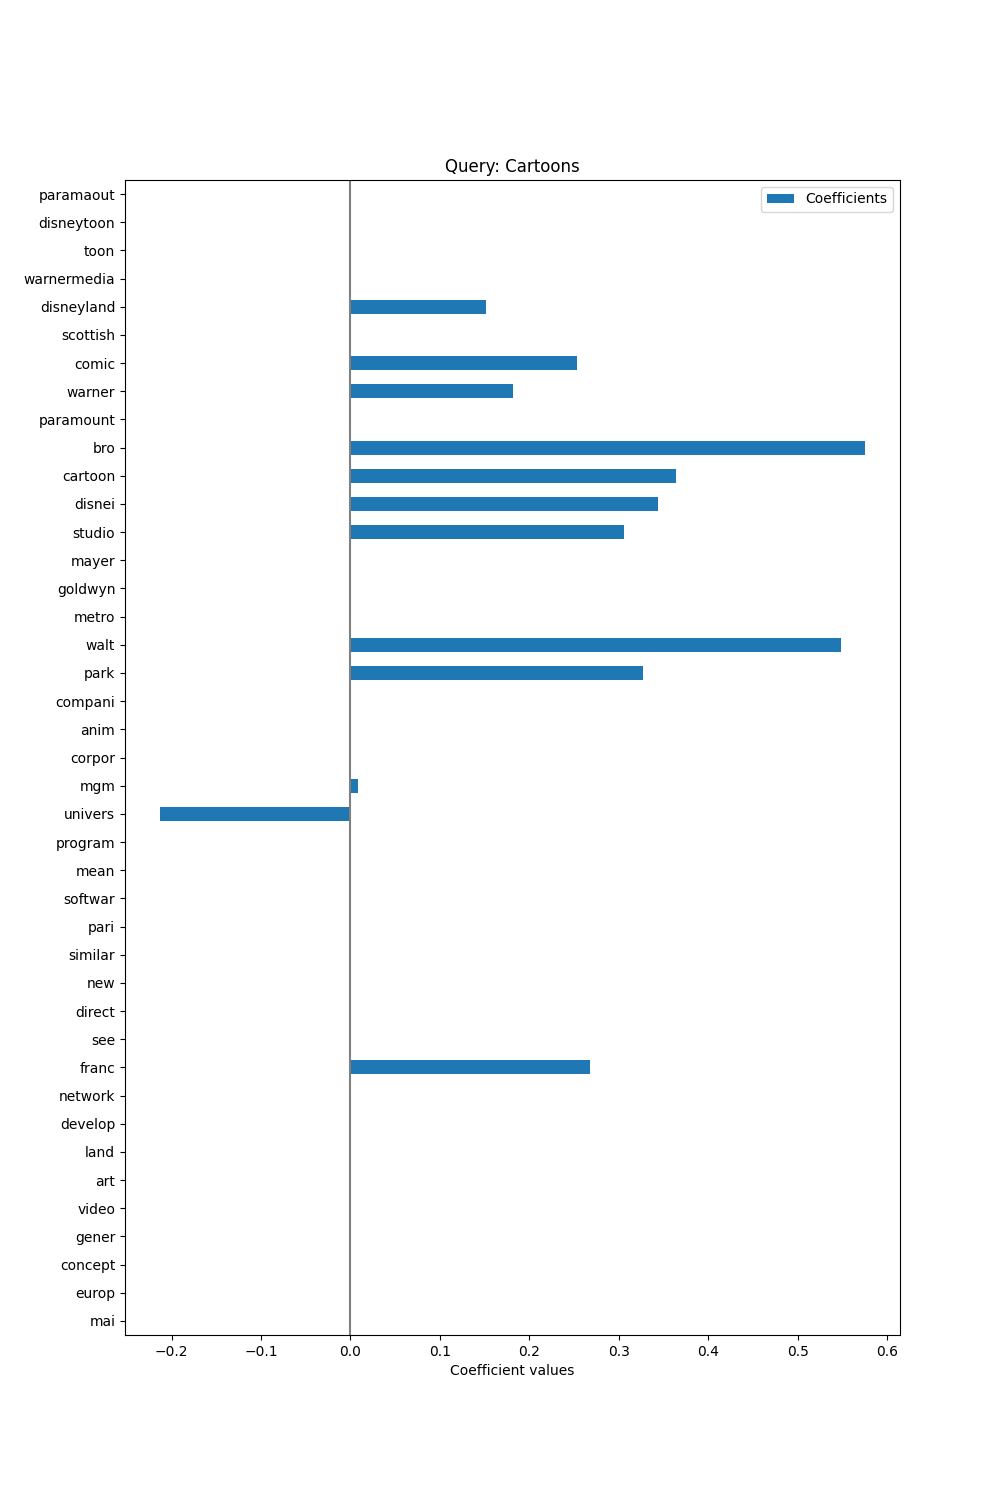 Query: Cartoons
Coefficients
paramaout
disneytoon
toon
warnermedia
disneyland
scottish
comic
warner
paramount
bro
cartoon
disnei
studio
mayer
goldwyn
metro
walt
park
compani
anim
corpor
mgm
univers
program
mean
softwar
pari
similar
new
direct
see
franc
network
develop
land
art
video
gener
concept
europ
mai
−0.2 −0.1 0.0 0.1 0.2 0.3 0.4 0.5 0.6
Coefficient values